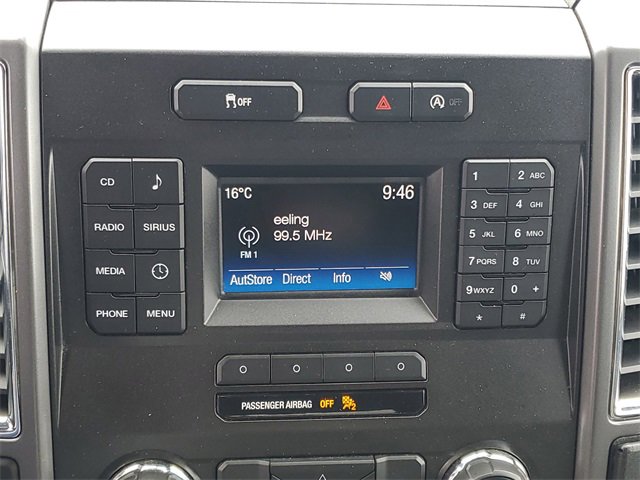 OFF
A OFF
CD
RADIO SIRIUS
MEDIA
PHONE MENU
16°C 9:46
eeling
99.5 MHz
FM 1
AutStore Direct Info
1 2 ABC
3 DEF 4 GHI
5 JKL 6 MNO
7 PQRS 8 TUV
9 WXYZ 0 +
* #
PASSENGER AIRBAG OFF 2